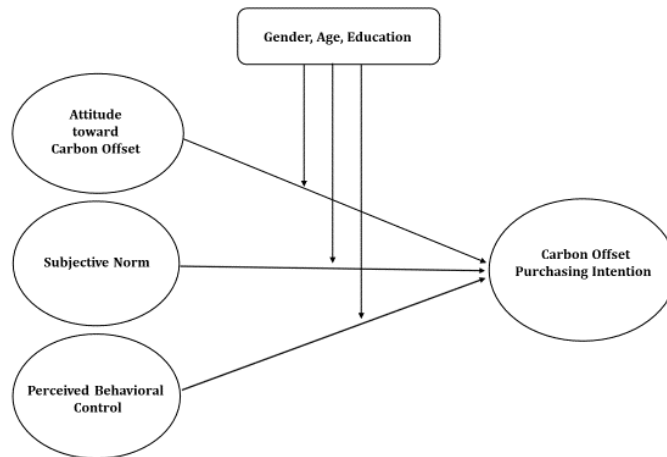 Gender, Age, Education
Attitude
toward
Carbon Offset
Subjective Norm
Carbon Offset
Purchasing Intention
Perceived Behavioral
Control